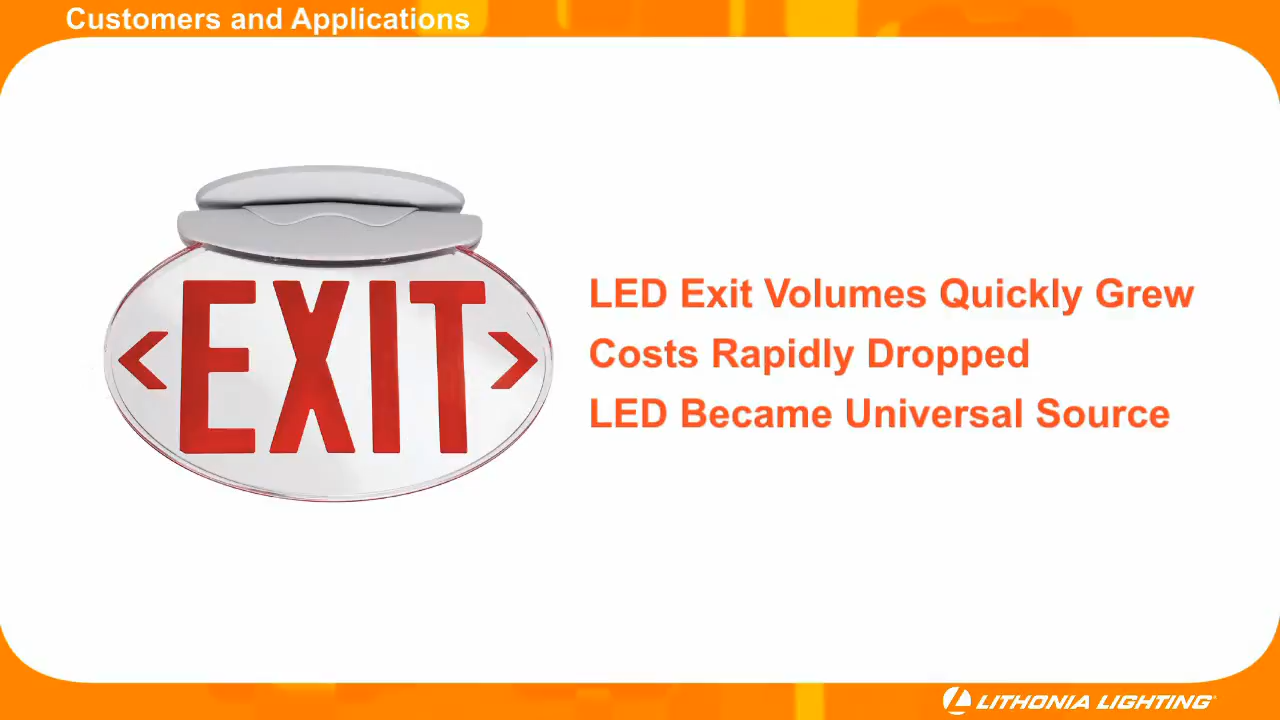 Customers and Applications
EXIT
LED Exit Volumes Quickly Grew
Costs Rapidly Dropped
LED Became Universal Source
LITHONIA LIGHTING®